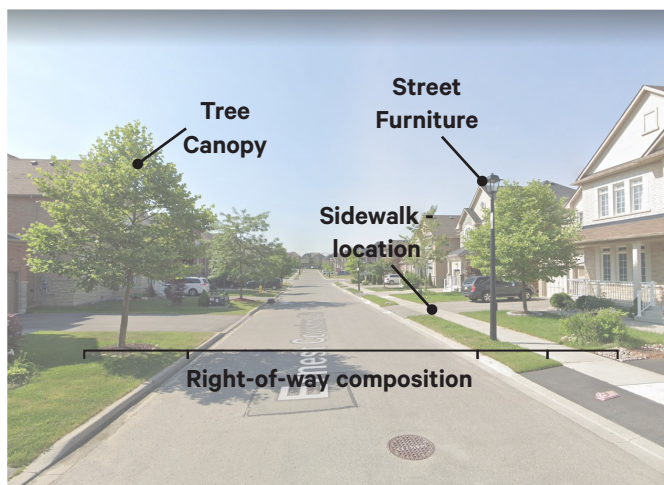 Tree
Canopy
Street
Furniture
Sidewalk -
location
Right-of-way composition